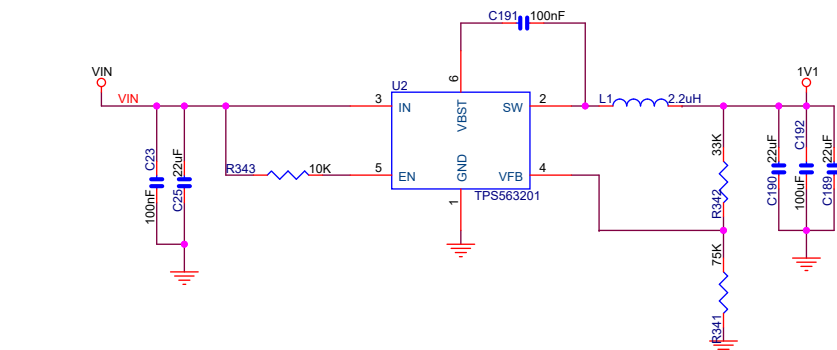 C191 100nF
VIN
VIN
U2
6
VBST
3
IN
SW
2
L1 2.2uH
1V1
C23
100nF
22uF
C25
R343 10K
5
EN
GND
VFB
4
1
TPS563201
33K
R342
75K
R341
22uF
C190
C192
100uF
22uF
C189